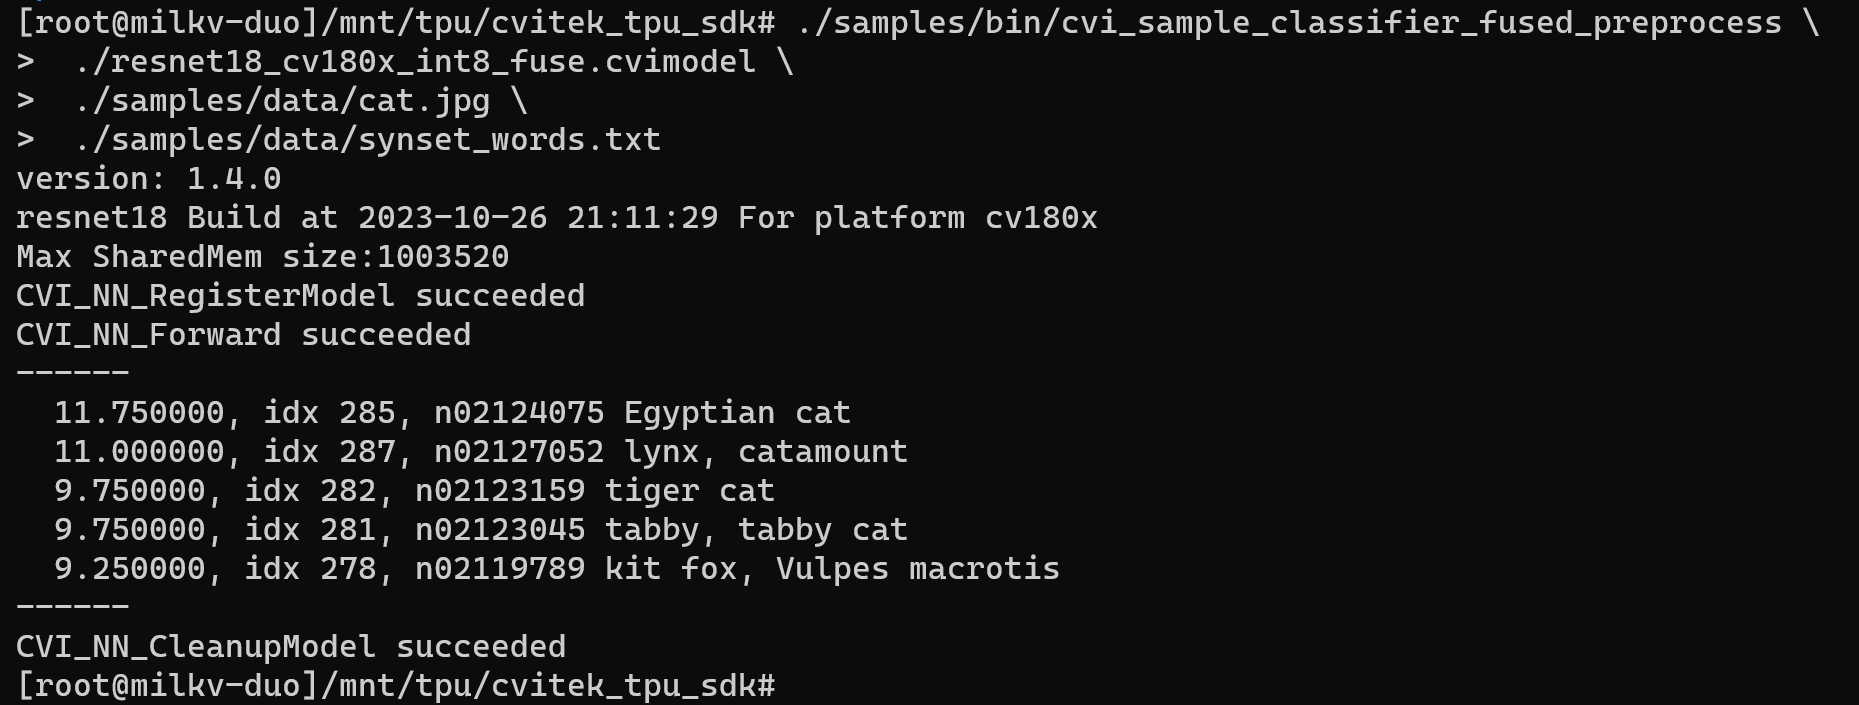 [root@milkv-duo]/mnt/tpu/cvitek_tpu_sdk# ./samples/bin/cvi_sample_classifier_fused_preprocess \
>  ./resnet18_cv180x_int8_fuse.cvimodel \
>  ./samples/data/cat.jpg \
>  ./samples/data/synset_words.txt
version: 1.4.0
resnet18 Build at 2023-10-26 21:11:29 For platform cv180x
Max SharedMem size:1003520
CVI_NN_RegisterModel succeeded
CVI_NN_Forward succeeded
------
  11.750000, idx 285, n02124075 Egyptian cat
  11.000000, idx 287, n02127052 lynx, catamount
  9.750000, idx 282, n02123159 tiger cat
  9.750000, idx 281, n02123045 tabby, tabby cat
  9.250000, idx 278, n02119789 kit fox, Vulpes macrotis
------
CVI_NN_CleanupModel succeeded
[root@milkv-duo]/mnt/tpu/cvitek_tpu_sdk#